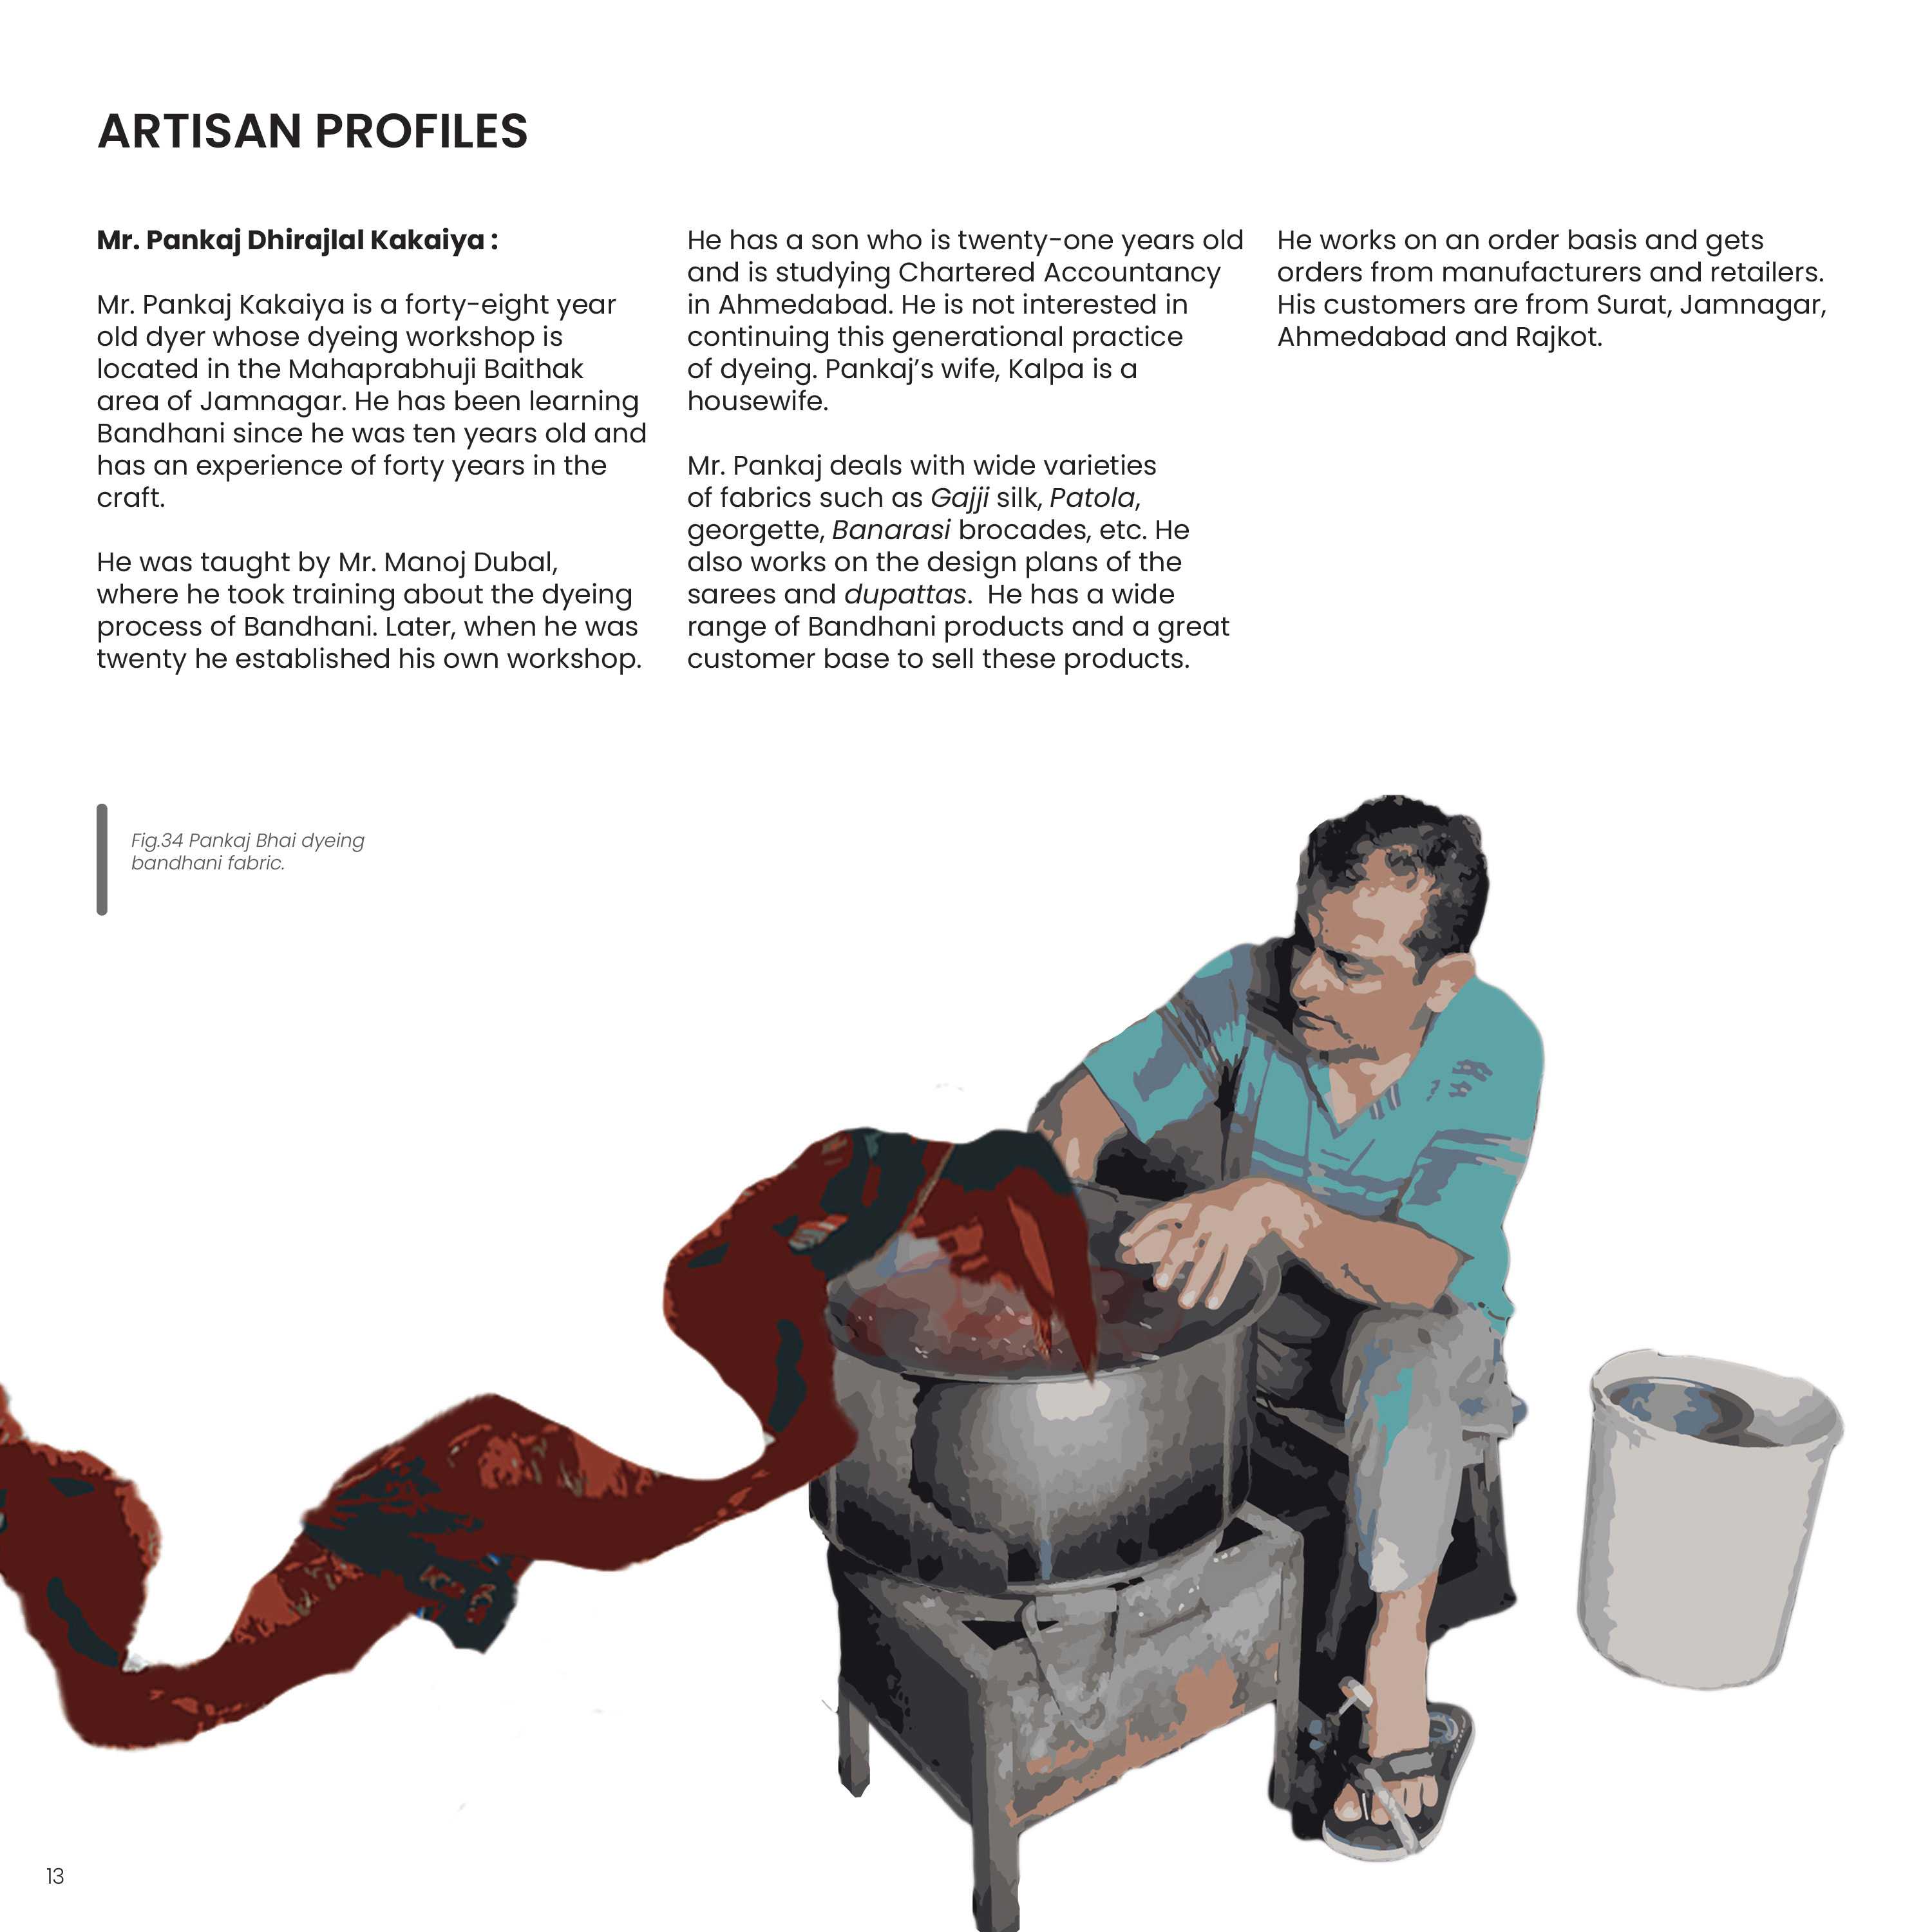 ARTISAN PROFILES
Mr. Pankaj Dhirajlal Kakaiya :
Mr. Pankaj Kakaiya is a forty-eight year
old dyer whose dyeing workshop is
located in the Mahaprabhuji Baithak
area of Jamnagar. He has been learning
Bandhani since he was ten years old and
has an experience of forty years in the
craft.
He was taught by Mr. Manoj Dubal,
where he took training about the dyeing
process of Bandhani. Later, when he was
twenty he established his own workshop.
He has a son who is twenty-one years old
and is studying Chartered Accountancy
in Ahmedabad. He is not interested in
continuing this generational practice
of dyeing. Pankaj’s wife, Kalpa is a
housewife.
Mr. Pankaj deals with wide varieties
of fabrics such as Gajji silk, Patola,
georgette, Banarasi brocades, etc. He
also works on the design plans of the
sarees and dupattas.  He has a wide
range of Bandhani products and a great
customer base to sell these products.
He works on an order basis and gets
orders from manufacturers and retailers.
His customers are from Surat, Jamnagar,
Ahmedabad and Rajkot.
Fig.34 Pankaj Bhai dyeing
bandhani fabric.
13